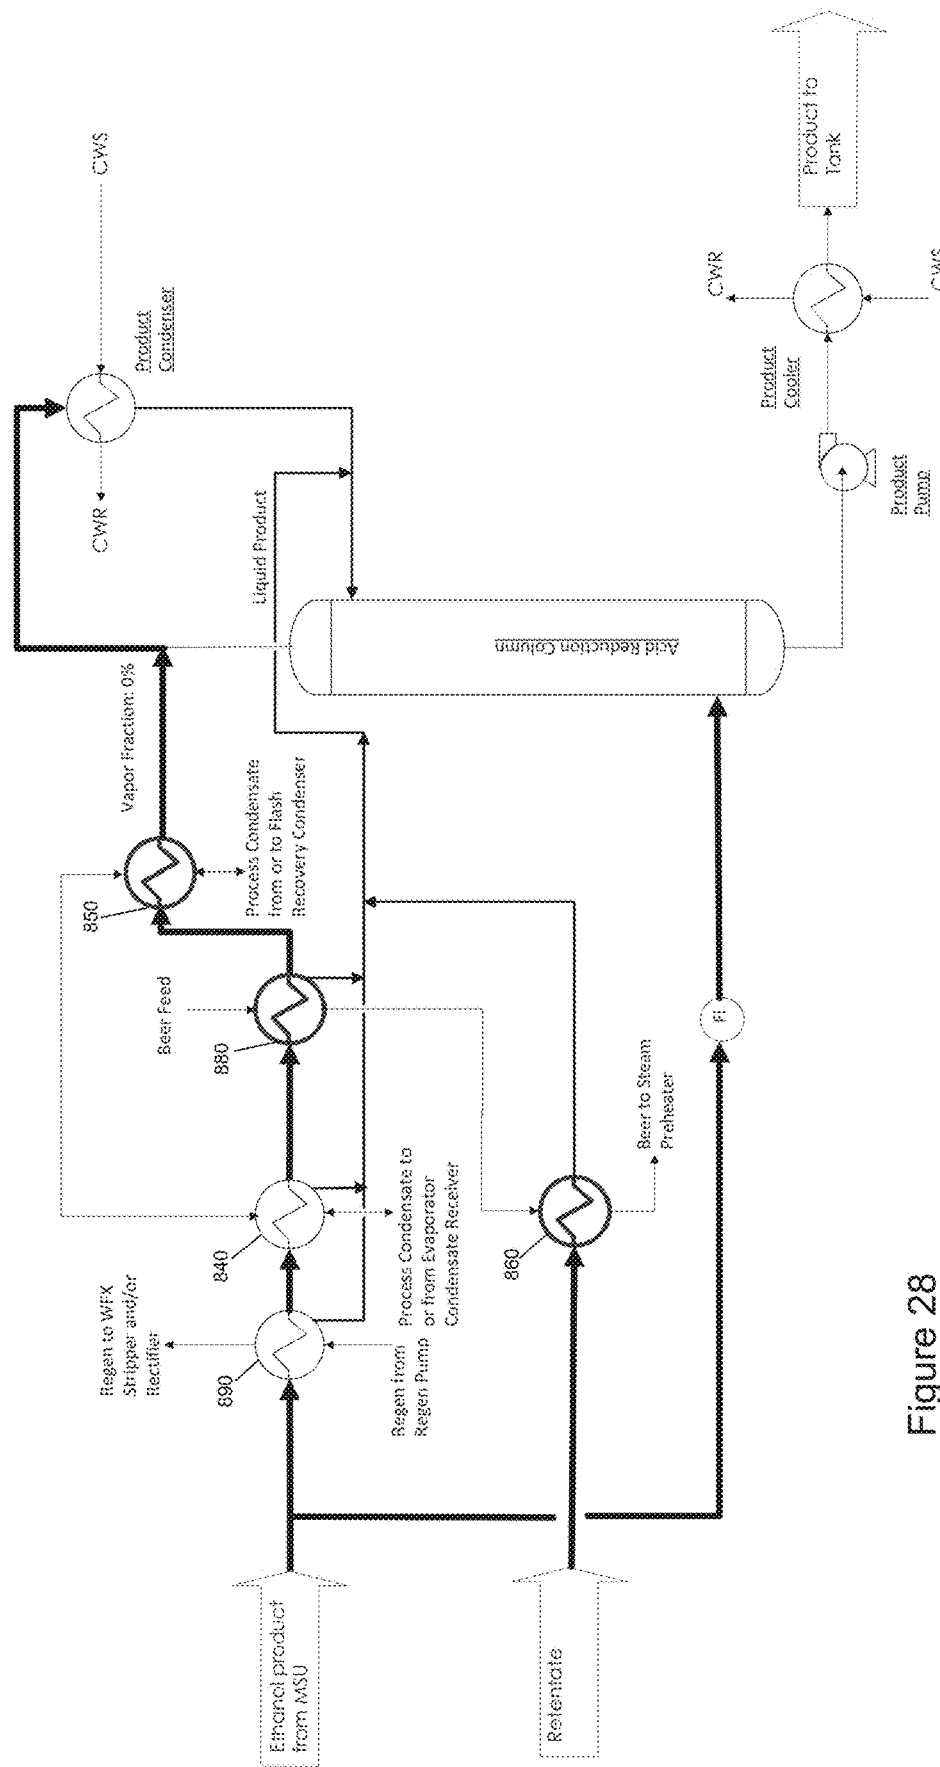 Ethanol product
from MSU
Retentate
Regen to WFX
Stripper and/or
Rectifier
890
Regen from
Regen Pump
840
Process Condensate to
or from Evaporator
Condensate Receiver
860
Beer to Steam
Preheater
Beer Feed
880
850
Process Condensate
from or to Flash
Recovery Condenser
Vapor Fraction: 0%
FI
Acid Reduction Column
Liquid Product
CWR
Product
Condenser
CWS
Product
Pump
Product
Cooler
CWR
CWS
Product to
Tank
Figure 28